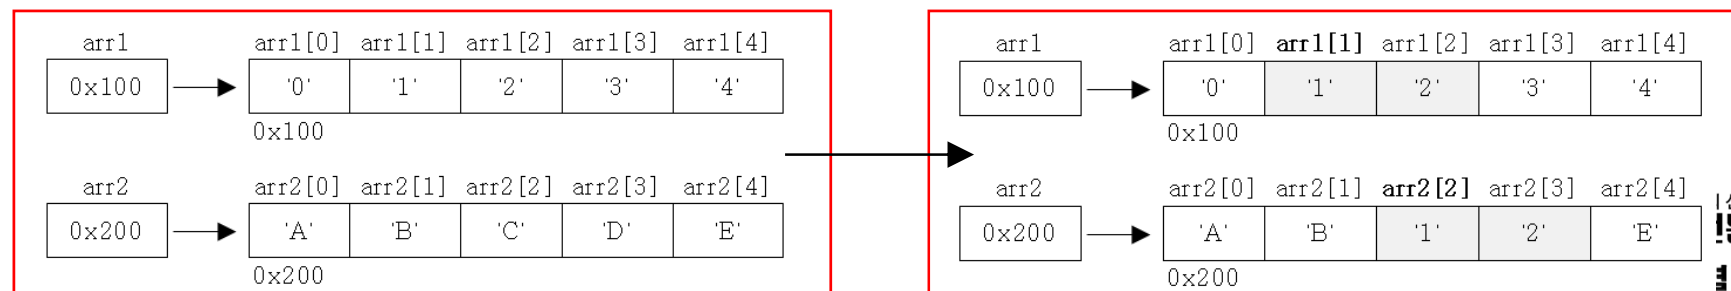 arr1 arr1[0] arr1[1] arr1[2] arr1[3] arr1[4]
0x100 '0' '1' '2' '3' '4'
0x100
arr2 arr2[0] arr2[1] arr2[2] arr2[3] arr2[4]
0x200 'A' 'B' 'C' 'D' 'E'
0x200
arr1 arr1[0] arr1[1] arr1[2] arr1[3] arr1[4]
0x100 '0' '1' '2' '3' '4'
0x100
arr2 arr2[0] arr2[1] arr2[2] arr2[3] arr2[4]
0x200 'A' 'B' '1' '2' 'E'
0x200